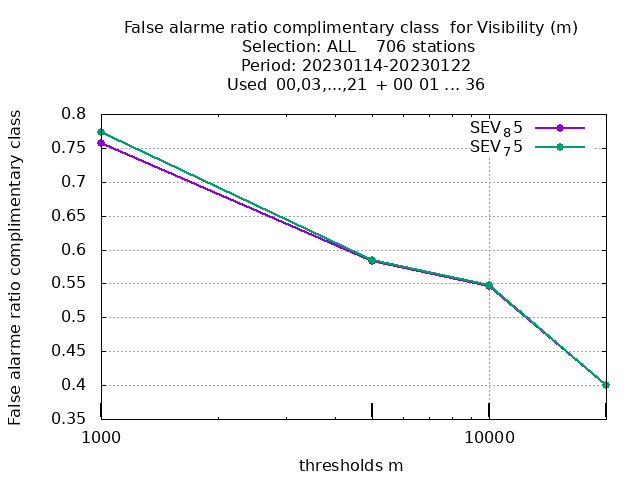 False alarme ratio complimentary class  for Visibility (m)
Selection: ALL    706 stations
Period: 20230114-20230122
Used  00,03,...,21  + 00 01 ... 36
False alarme ratio complimentary class
0.8
0.75
0.7
0.65
0.6
0.55
0.5
0.45
0.4
0.35
SEV₈5
SEV₇5
1000
10000
thresholds m